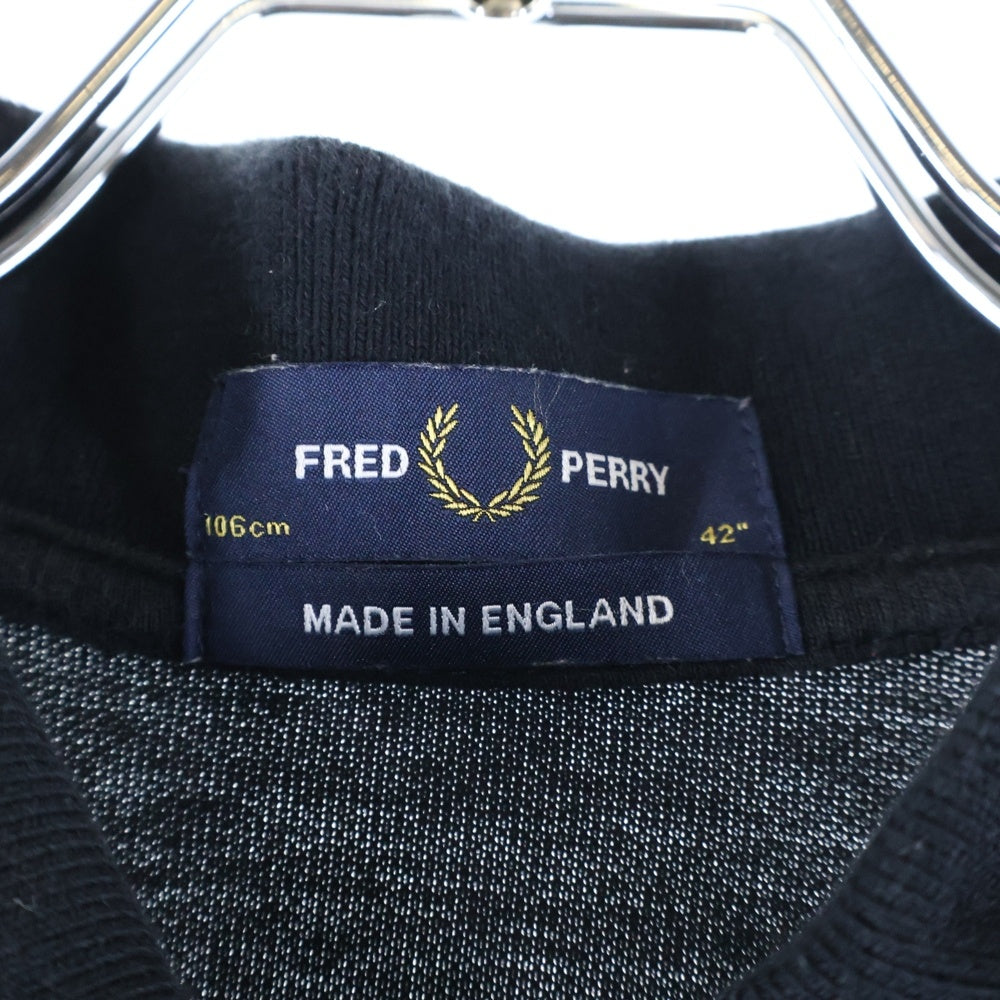 FRED PERRY
106cm 42"
MADE IN ENGLAND